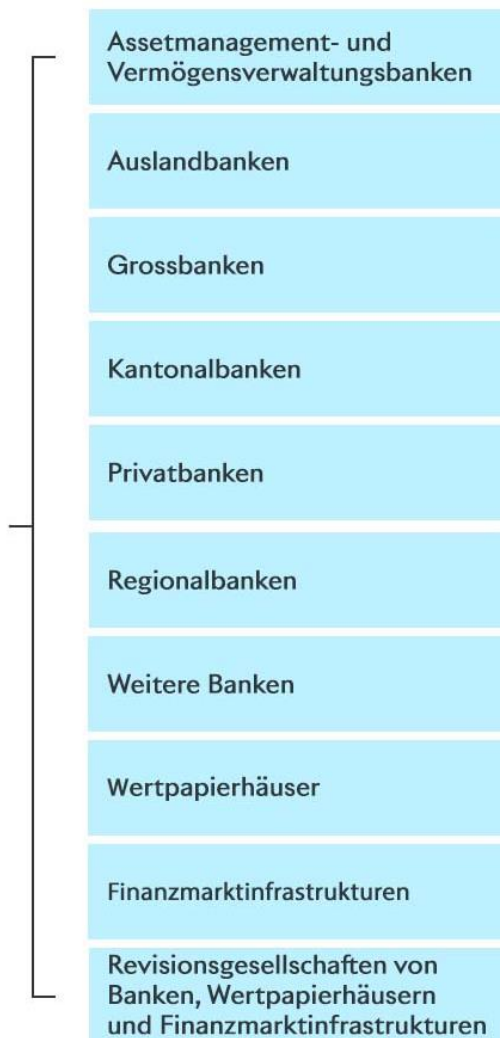 Assetmanagement- und
Vermögensverwaltungsbanken
Auslandbanken
Grossbanken
Kantonalbanken
Privatbanken
Regionalbanken
Weitere Banken
Wertpapierhäuser
Finanzmarktinfrastrukturen
Revisionsgesellschaften von
Banken, Wertpapierhäusern
und Finanzmarktinfrastrukturen